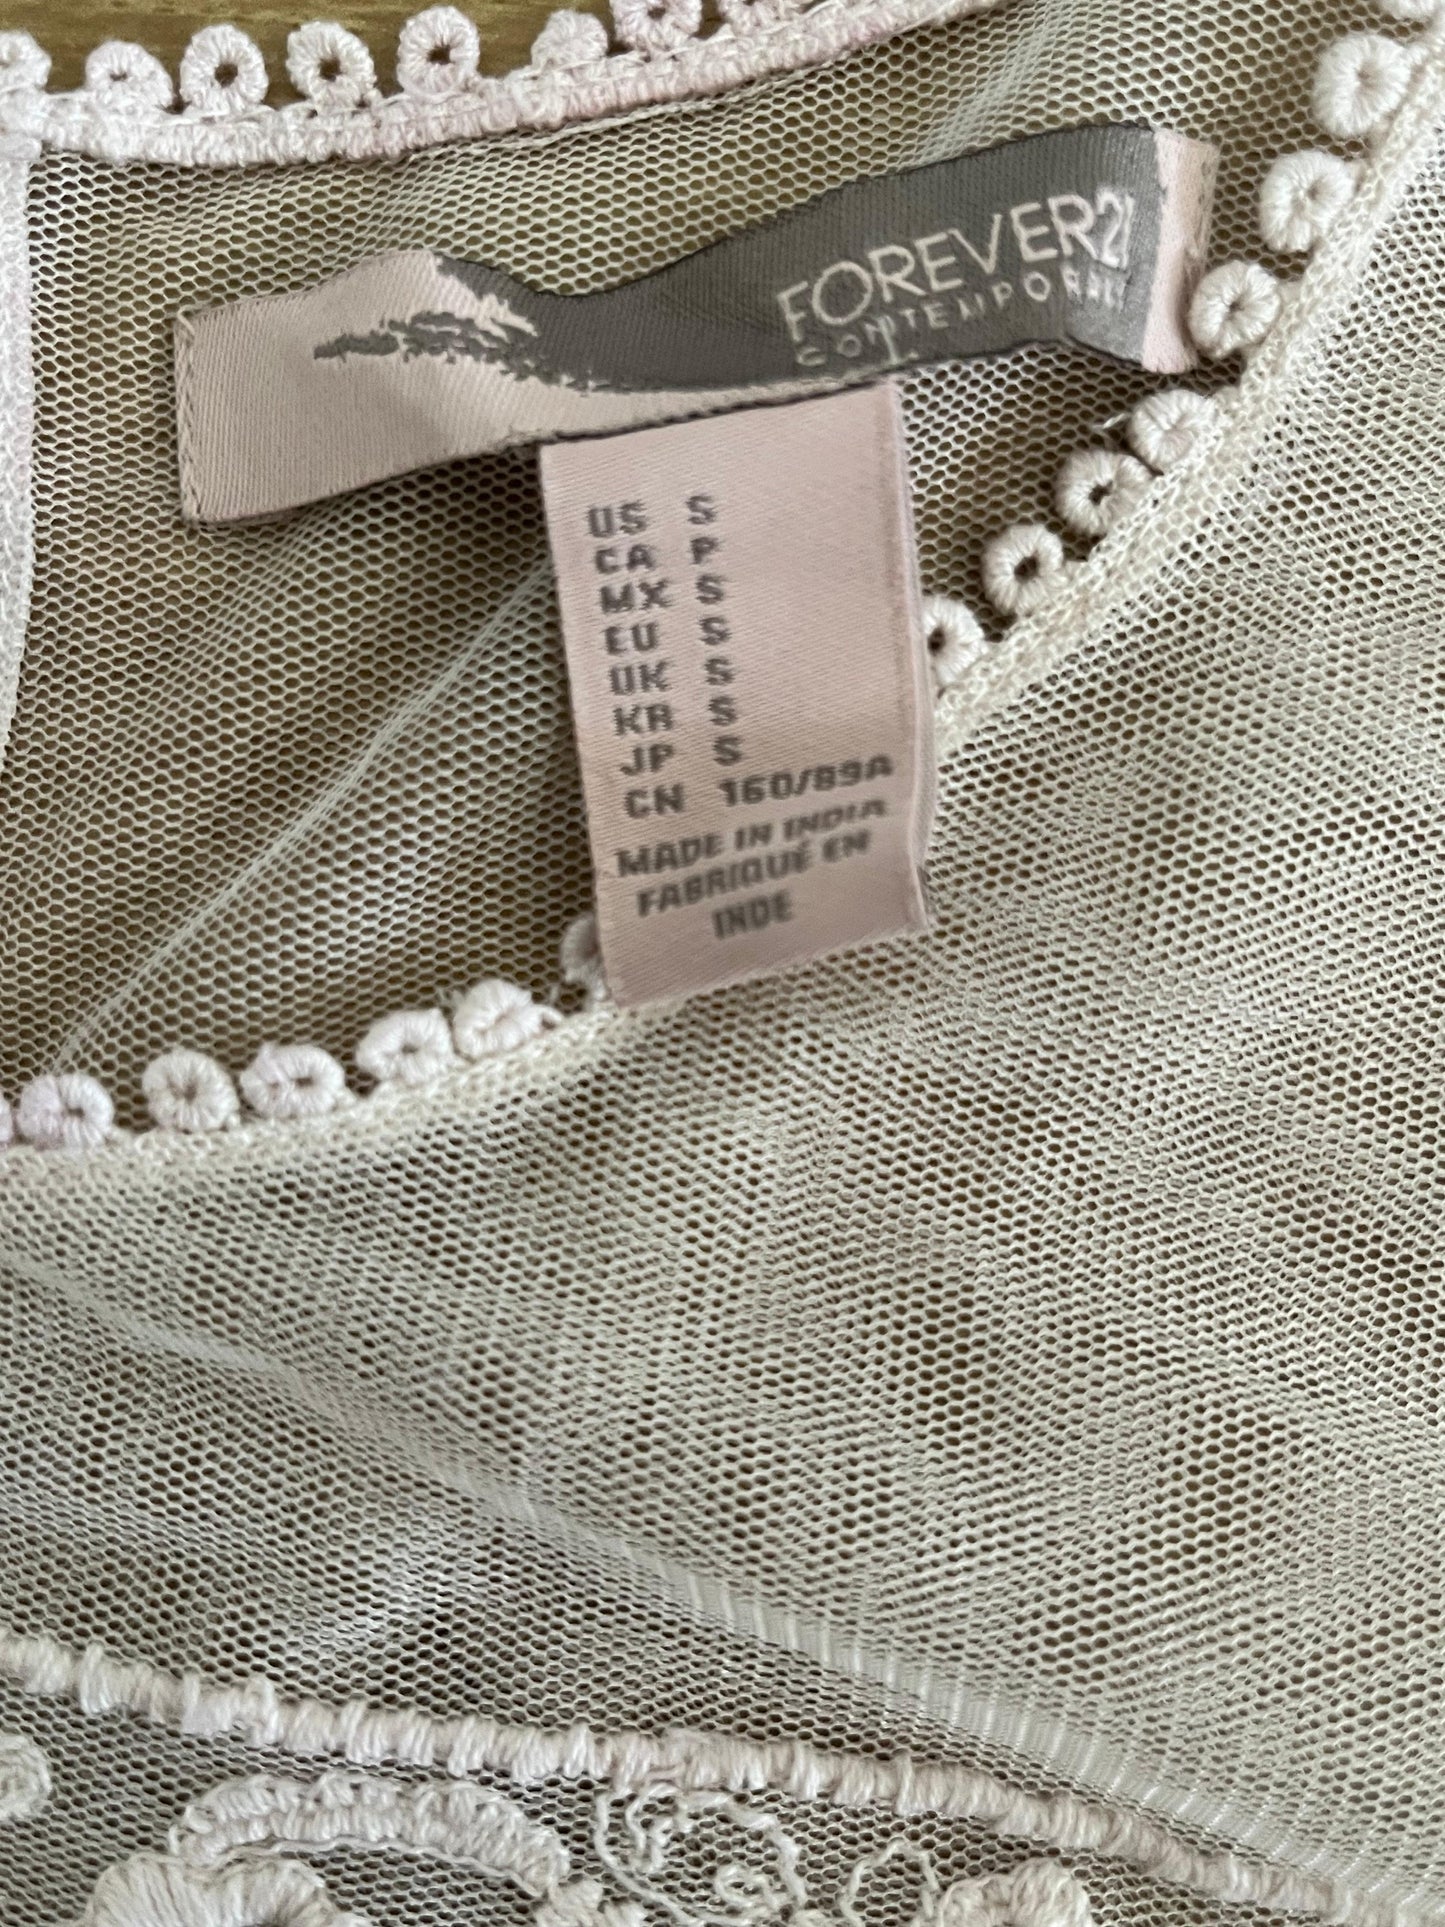 FOREVER21
CONTEMPORARY
US S
CA P
MX S
EU S
UK S
KR S
JP S
CN 160/89A
MADE IN INDIA
FABRIQUÉ EN
INDE